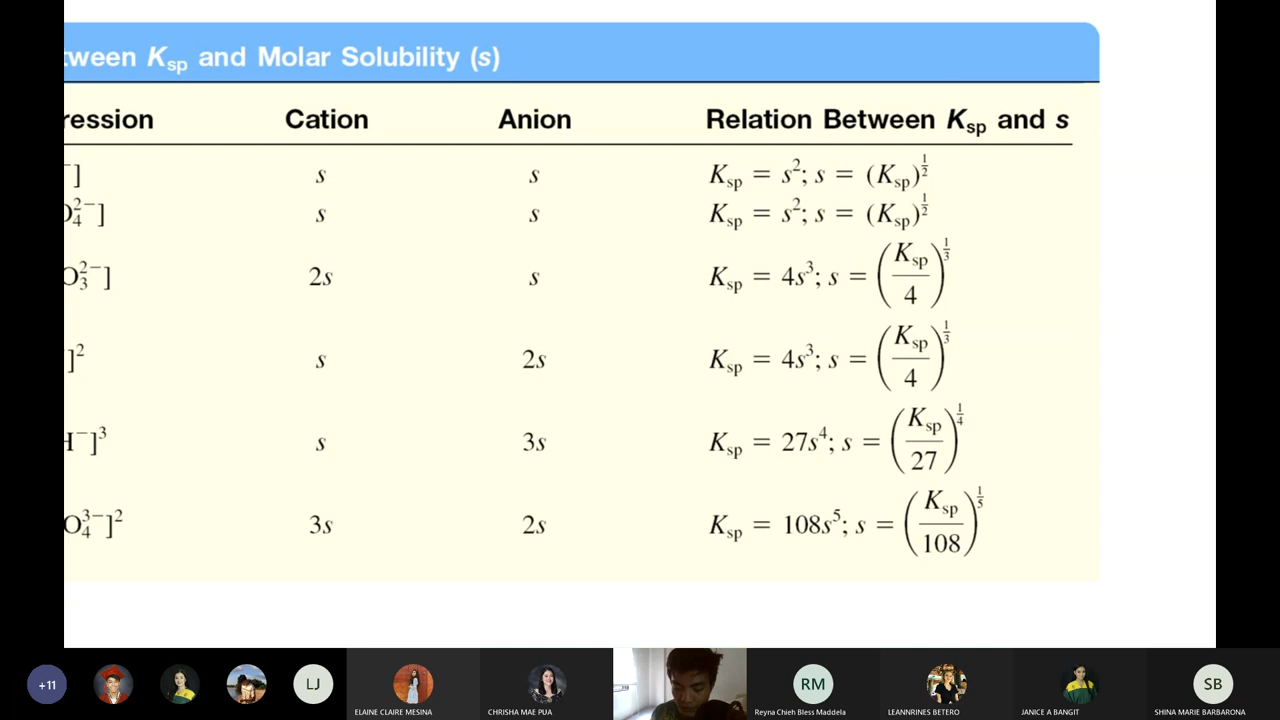 tween Ksp and Molar Solubility (s)
ression Cation Anion Relation Between Ksp and s
⁻] s s Ksp = s²; s = (Ksp)^½
O₄²⁻] s s Ksp = s²; s = (Ksp)^½
O₃²⁻] 2s s Ksp = 4s³; s = (Ksp/4)^⅓
]² s 2s Ksp = 4s³; s = (Ksp/4)^⅓
H⁻]³ s 3s Ksp = 27s⁴; s = (Ksp/27)^¼
O₄³⁻]² 3s 2s Ksp = 108s⁵; s = (Ksp/108)^⅕
+11 LJ RM SB
ELAINE CLAIRE MESINA CHRISHA MAE PUA Reyna Chieh Bless Maddela LEANNRINES BETERO JANICE A BANGIT SHINA MARIE BARBARONA